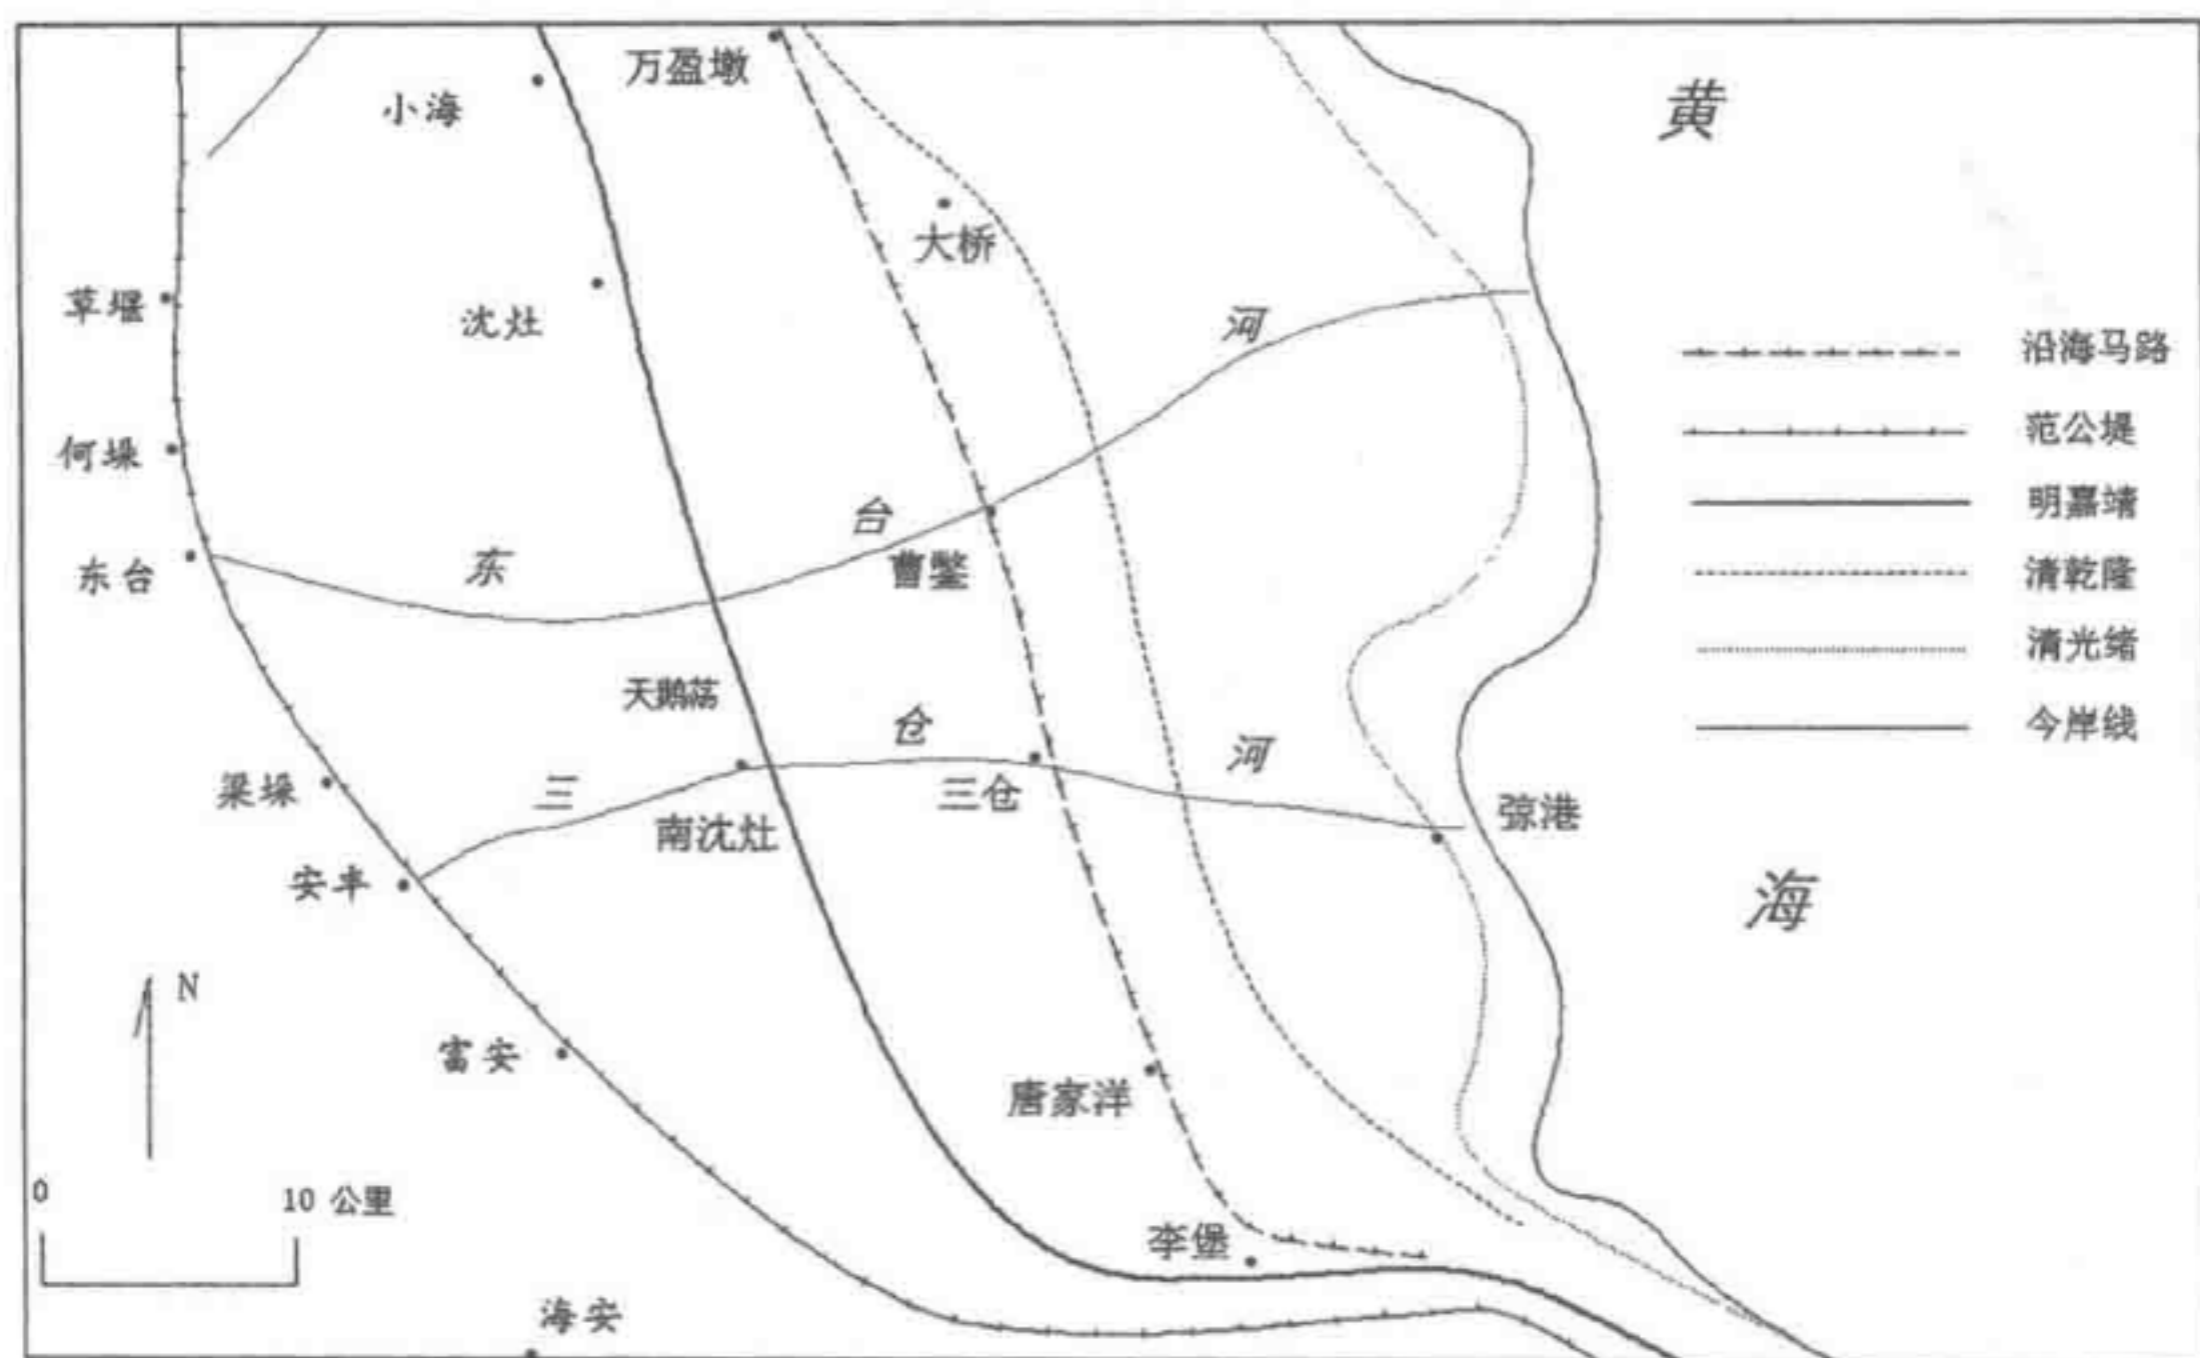 万盈墩
小海
黄
大桥
草堰
沈灶
河
沿海马路
范公堤
何垛
明嘉靖
台
东
曹鐅
东台
清乾隆
清光绪
天鹅荡
今岸线
仓
河
梁垛
三
三仓
弶港
南沈灶
安丰
海
N
富安
唐家洋
0
10 公里
李堡
海安